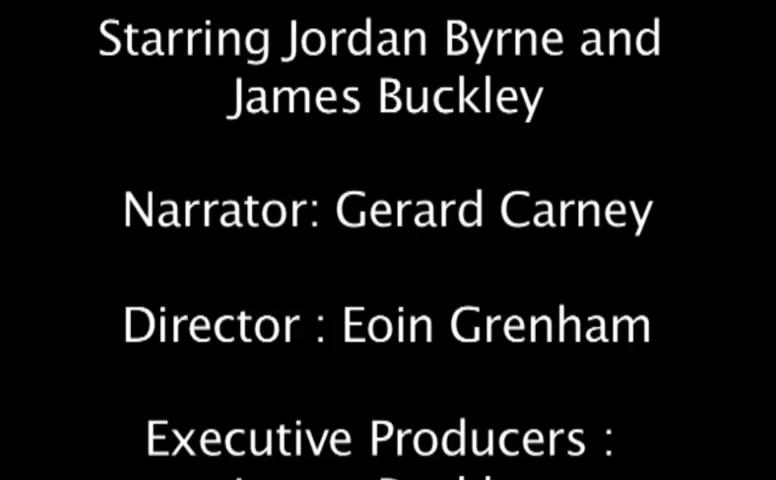 Starring Jordan Byrne and
James Buckley
Narrator: Gerard Carney
Director : Eoin Grenham
Executive Producers :